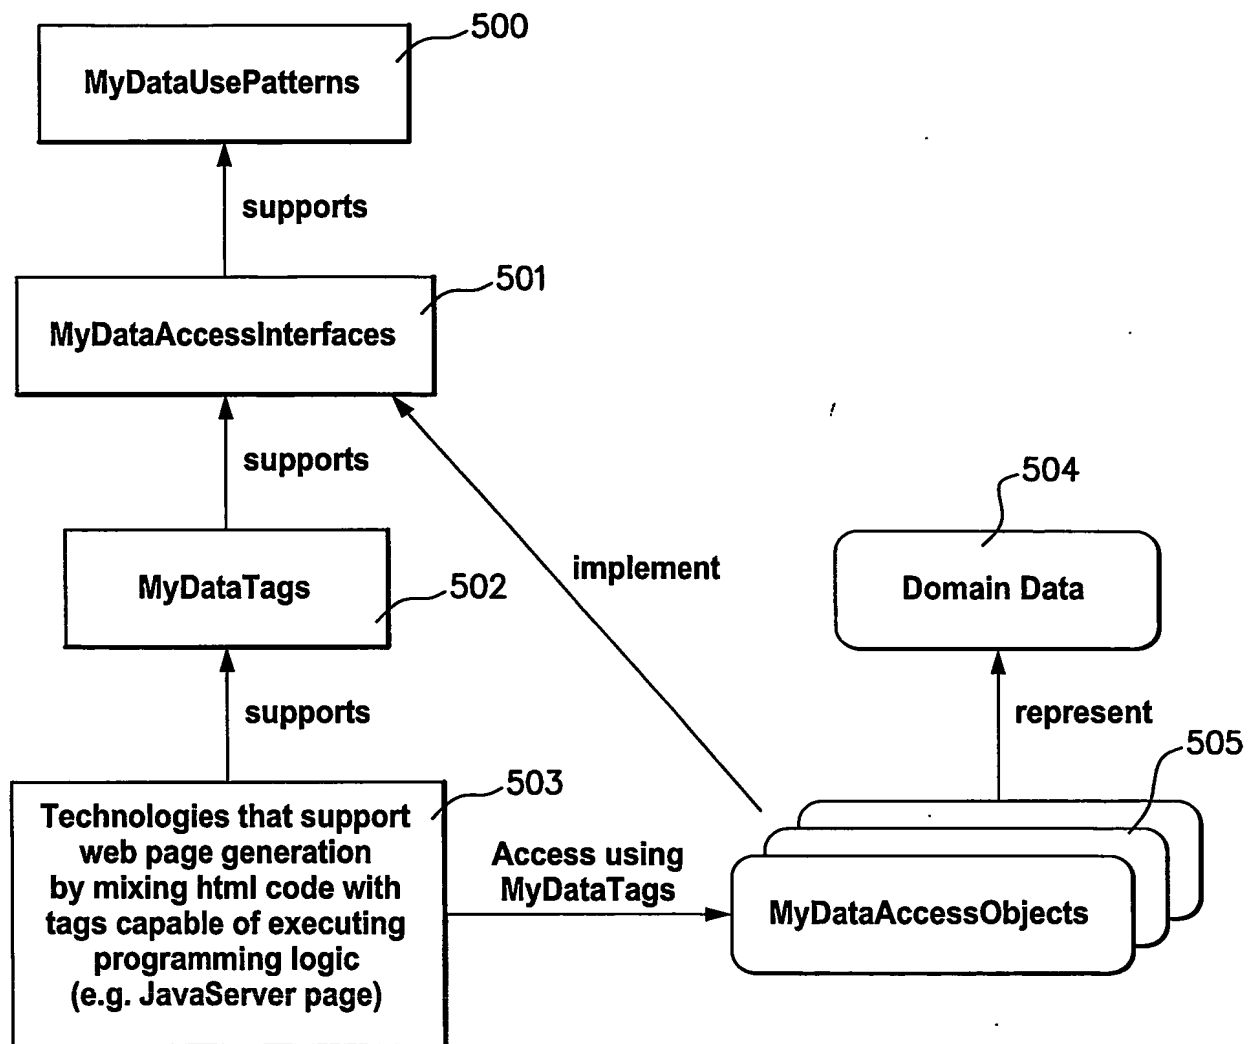 500
MyDataUsePatterns
supports
501
MyDataAccessInterfaces
supports
504
implement
Domain Data
MyDataTags
502
supports
represent
505
503
Technologies that support
web page generation
by mixing html code with
tags capable of executing
programming logic
(e.g. JavaServer page)
Access using
MyDataTags
MyDataAccessObjects